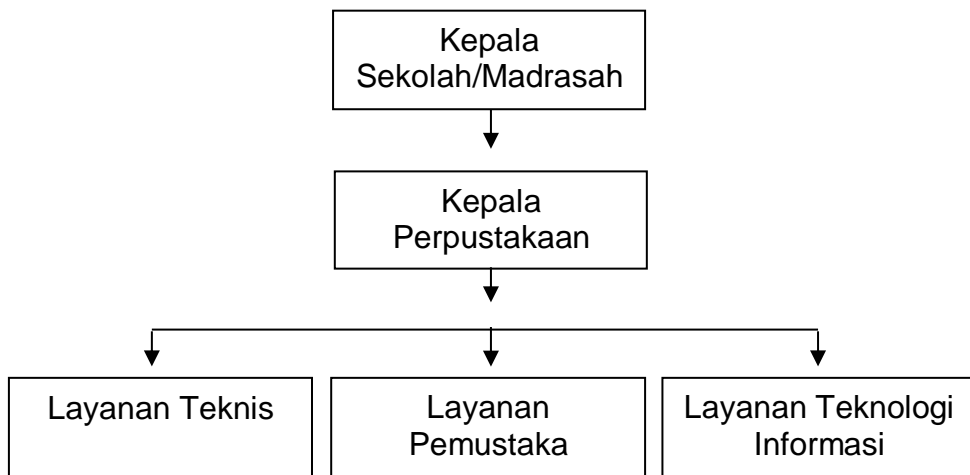 Kepala
Sekolah/Madrasah
Kepala
Perpustakaan
Layanan Teknis
Layanan
Pemustaka
Layanan Teknologi
Informasi